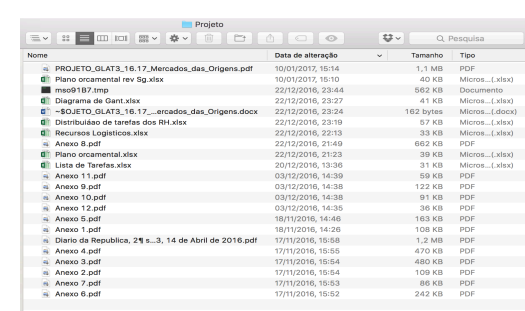 Projeto
Pesquisa
Nome Data de alteração Tamanho Tipo
PROJETO_GLAT3_16.17_Mercados_das_Origens.pdf 10/01/2017, 15:14 1,1 MB PDF
Plano orcamental rev Sg.xlsx 10/01/2017, 15:10 40 KB Micros...(.xlsx)
mso91B7.tmp 22/12/2016, 23:44 562 KB Documento
Diagrama de Gant.xlsx 22/12/2016, 23:27 41 KB Micros...(.xlsx)
~$OJETO_GLAT3_16.17_...ercados_das_Origens.docx 22/12/2016, 23:24 162 bytes Micros...(.docx)
Distribuiáao de tarefas dos RH.xlsx 22/12/2016, 23:19 57 KB Micros...(.xlsx)
Recursos Logisticos.xlsx 22/12/2016, 22:13 33 KB Micros...(.xlsx)
Anexo 8.pdf 22/12/2016, 21:49 662 KB PDF
Plano orcamental.xlsx 22/12/2016, 21:23 39 KB Micros...(.xlsx)
Lista de Tarefas.xlsx 20/12/2016, 13:36 31 KB Micros...(.xlsx)
Anexo 11.pdf 03/12/2016, 14:39 59 KB PDF
Anexo 9.pdf 03/12/2016, 14:38 122 KB PDF
Anexo 10.pdf 03/12/2016, 14:38 91 KB PDF
Anexo 12.pdf 03/12/2016, 14:35 36 KB PDF
Anexo 5.pdf 18/11/2016, 14:46 163 KB PDF
Anexo 1.pdf 18/11/2016, 14:26 108 KB PDF
Diario da Republica, 2¶ s...3, 14 de Abril de 2016.pdf 17/11/2016, 15:58 1,2 MB PDF
Anexo 4.pdf 17/11/2016, 15:55 470 KB PDF
Anexo 3.pdf 17/11/2016, 15:54 480 KB PDF
Anexo 2.pdf 17/11/2016, 15:54 109 KB PDF
Anexo 7.pdf 17/11/2016, 15:53 86 KB PDF
Anexo 6.pdf 17/11/2016, 15:52 242 KB PDF